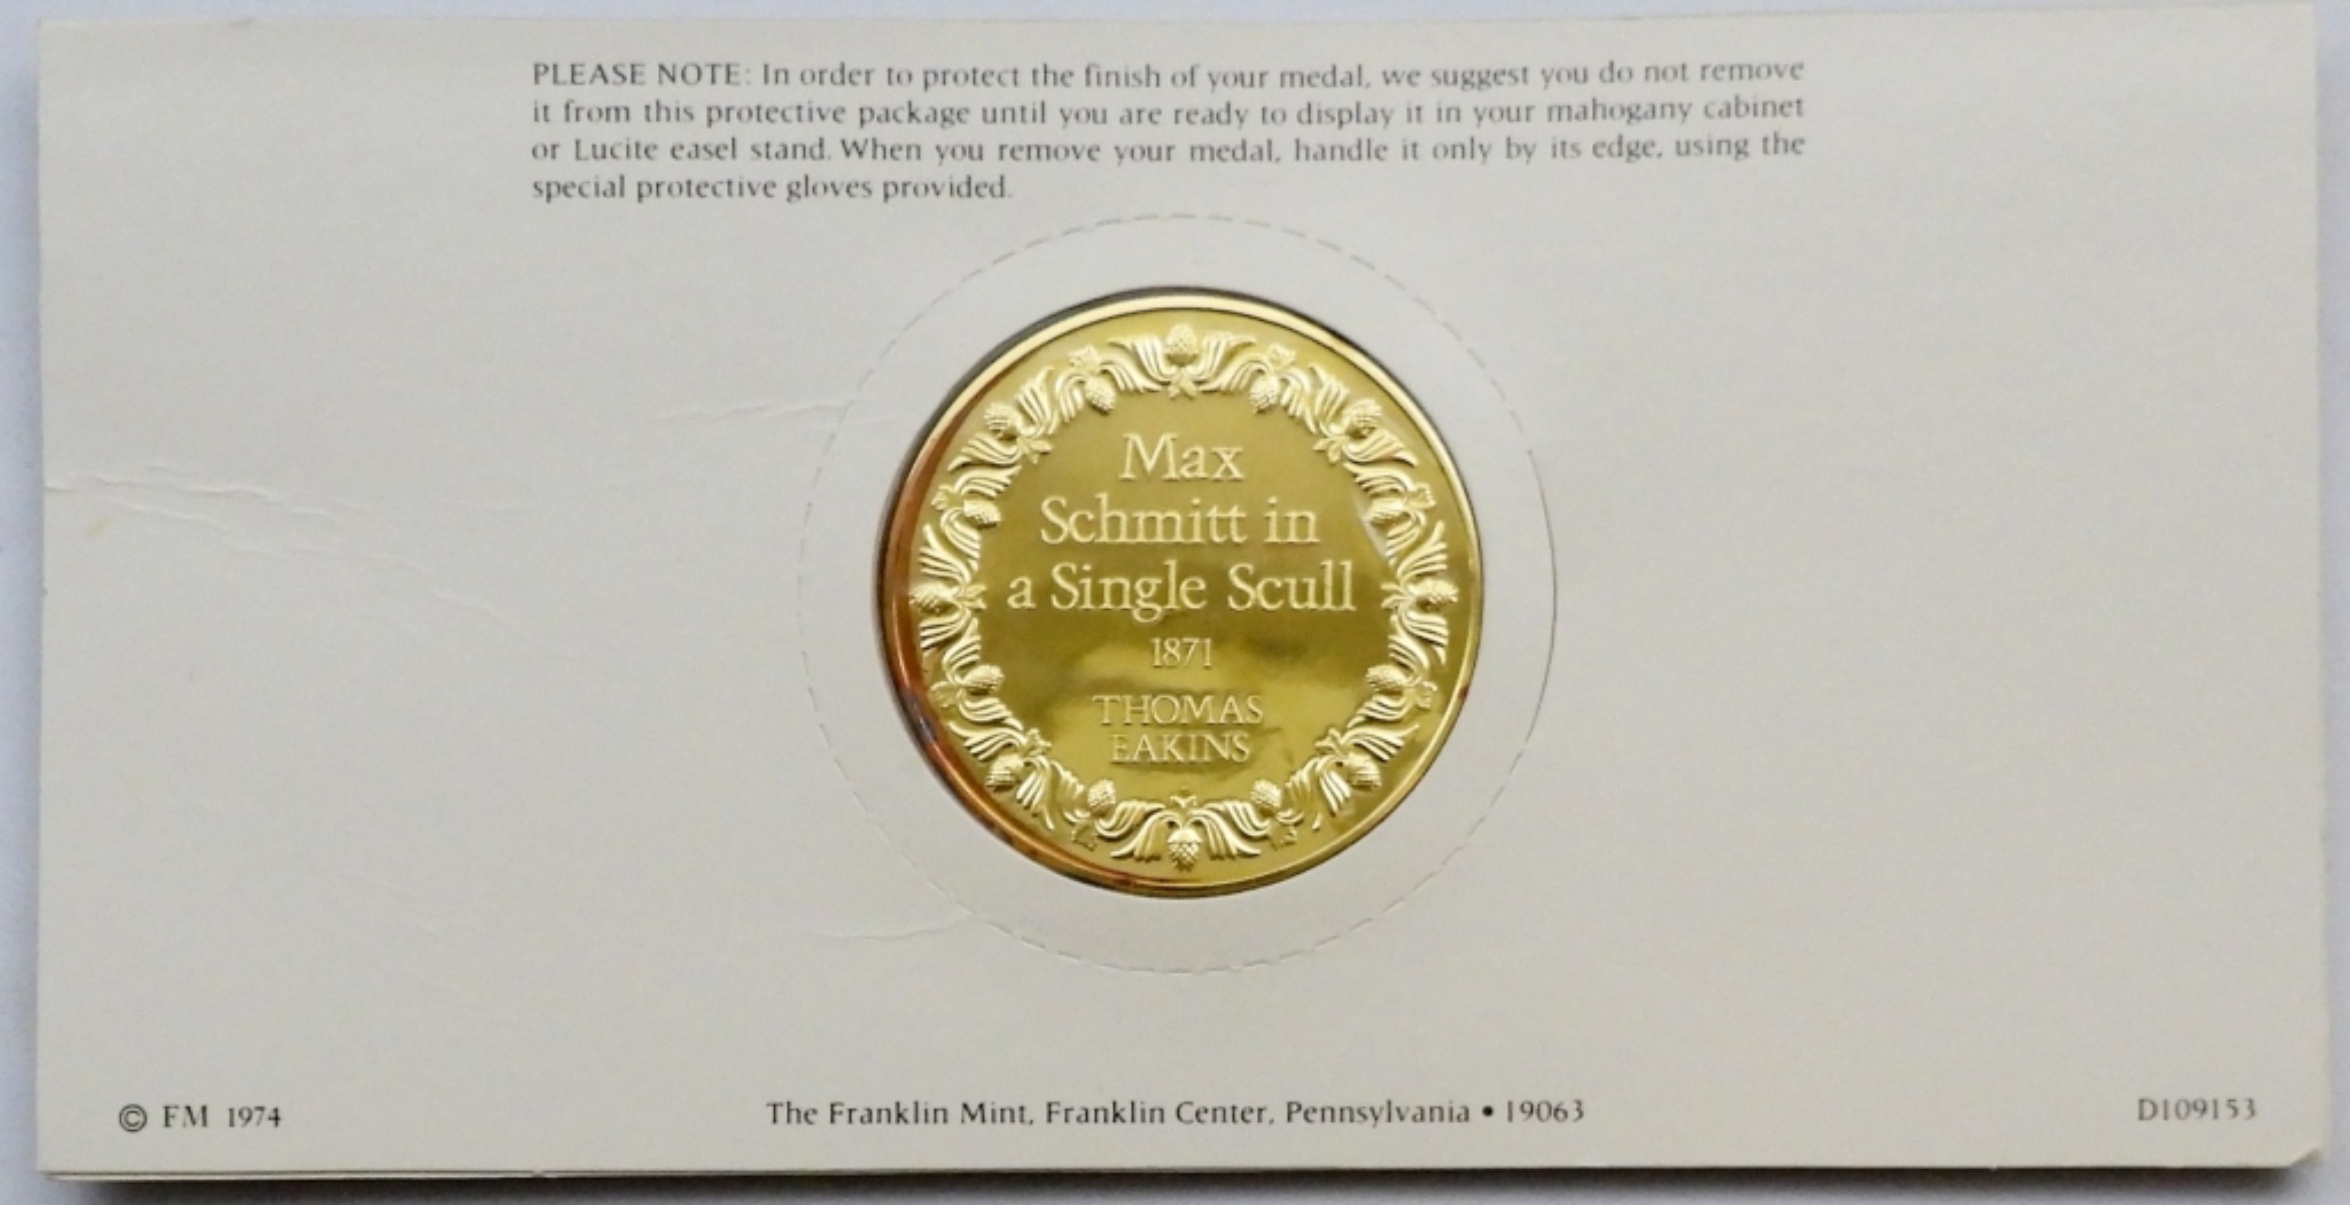 PLEASE NOTE: In order to protect the finish of your medal, we suggest you do not remove
it from this protective package until you are ready to display it in your mahogany cabinet
or Lucite easel stand. When you remove your medal, handle it only by its edge, using the
special protective gloves provided.
Max
Schmitt in
a Single Scull
1871
THOMAS
EAKINS
© FM 1974
The Franklin Mint, Franklin Center, Pennsylvania • 19063
D109153